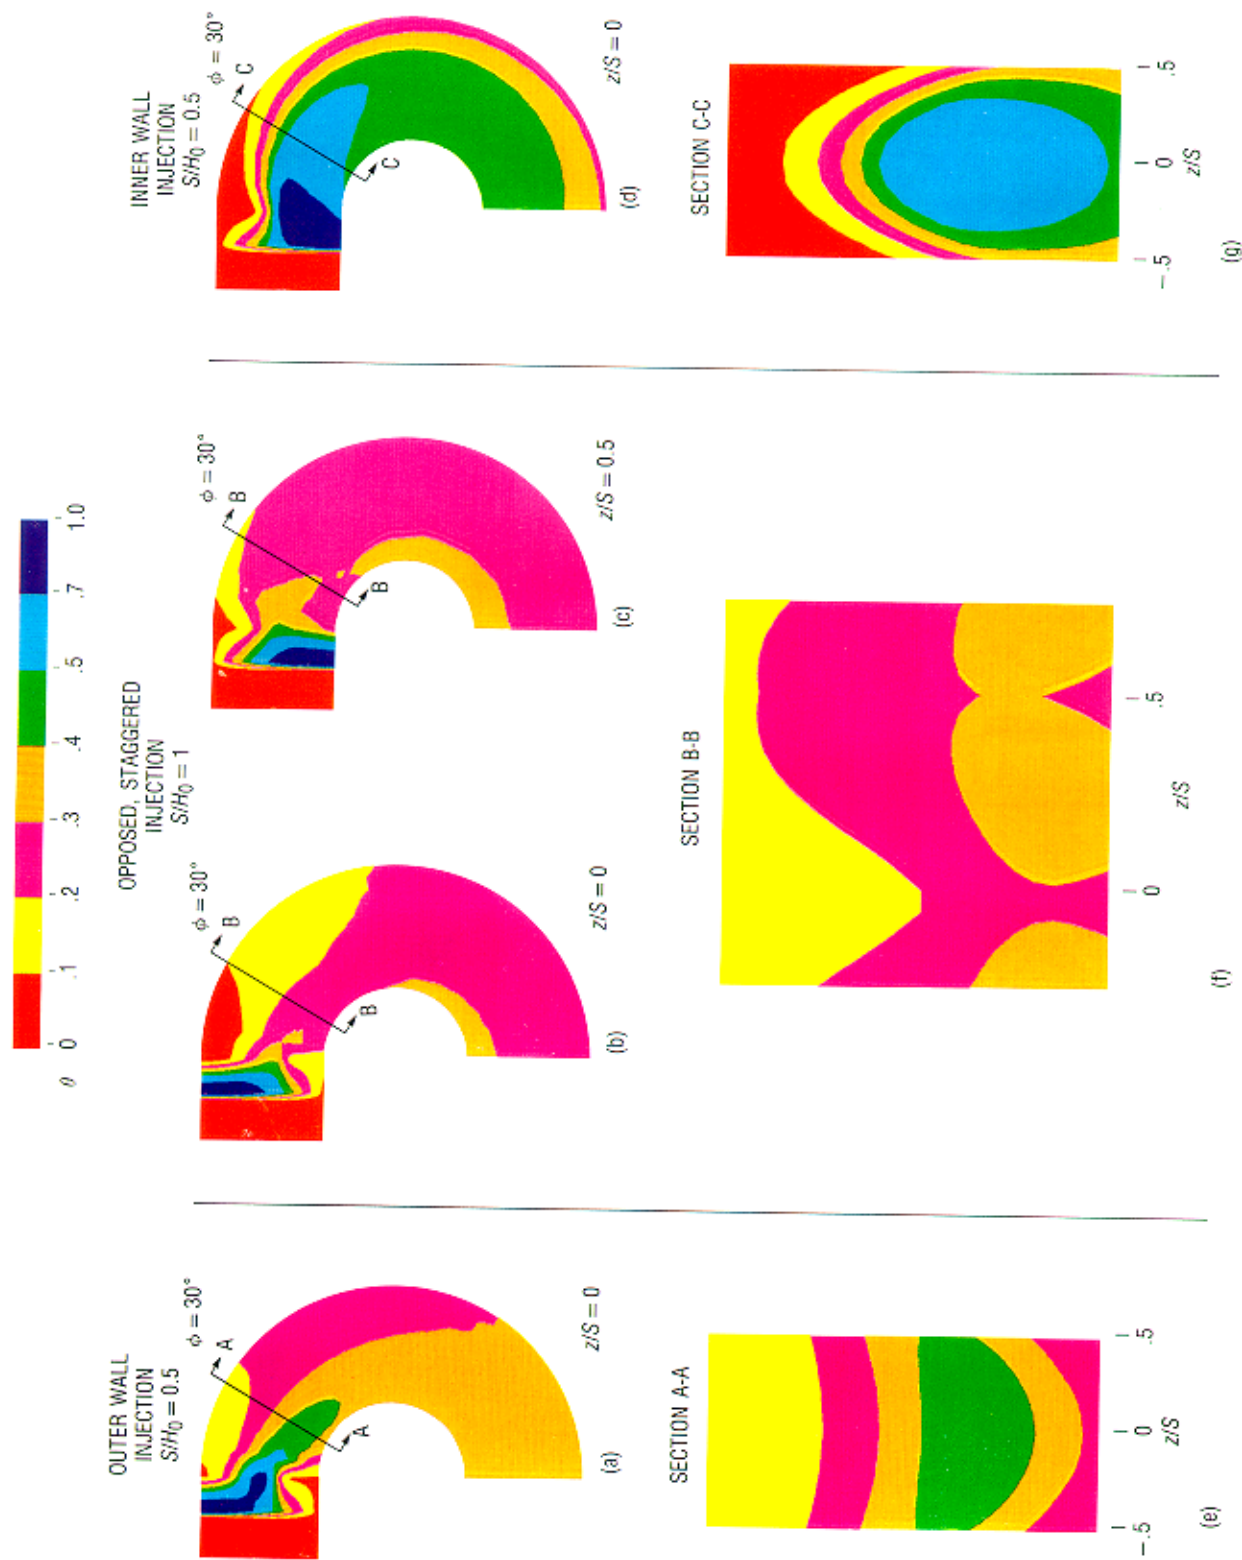 θ
0
.1
.2
.3
.4
.5
.7
1.0
OUTER WALL
INJECTION
S/H0 = 0.5
ϕ = 30°
A
A
z/S = 0
(a)
OPPOSED, STAGGERED
INJECTION
S/H0 = 1
ϕ = 30°
B
B
z/S = 0
(b)
ϕ = 30°
B
B
z/S = 0.5
(c)
INNER WALL
INJECTION
S/H0 = 0.5
ϕ = 30°
C
C
z/S = 0
(d)
SECTION A-A
-.5
0
.5
z/S
(e)
SECTION B-B
0
.5
z/S
(f)
SECTION C-C
-.5
0
.5
z/S
(g)